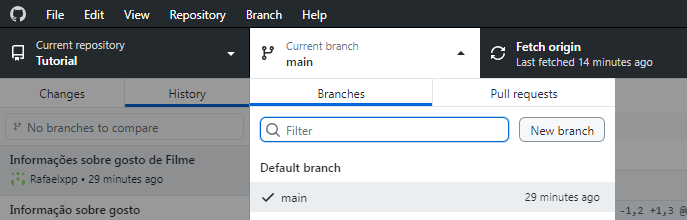 File Edit View Repository Branch Help
Current repository
Tutorial
Current branch
main
Fetch origin
Last fetched 14 minutes ago
Changes
History
Branches
Pull requests
No branches to compare
Filter
New branch
Informações sobre gosto de Filme
Rafaelxpp • 29 minutes ago
Default branch
main
29 minutes ago
Informação sobre gosto
-1,2 +1,3 @